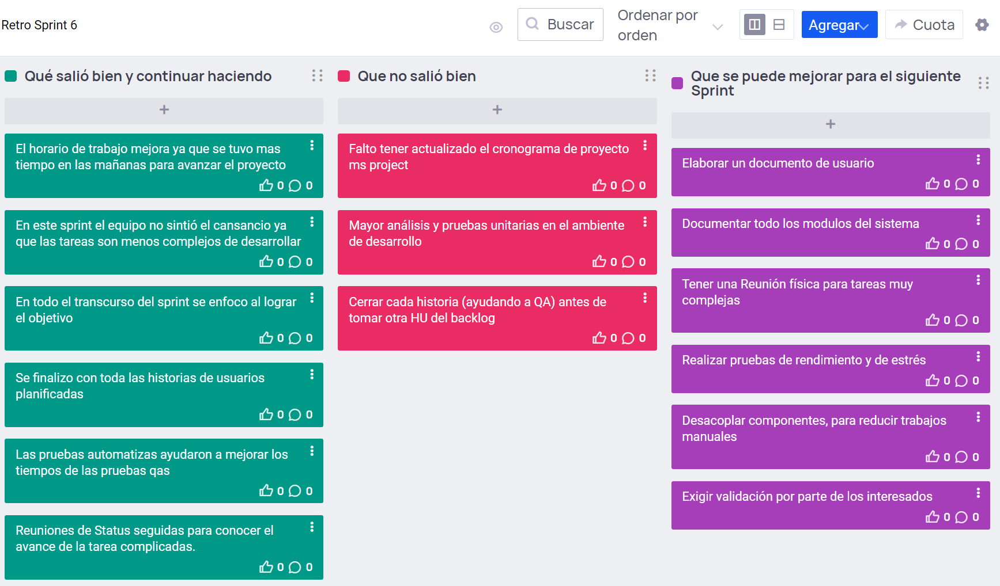 Retro Sprint 6
Buscar
Ordenar por
orden
Agregar
Cuota
Qué salió bien y continuar haciendo
+
El horario de trabajo mejora ya que se tuvo mas
tiempo en las mañanas para avanzar el proyecto
0 0
En este sprint el equipo no sintió el cansancio ya
que las tareas son menos complejos de desarrollar
0 0
En todo el transcurso del sprint se enfoco al lograr
el objetivo
0 0
Se finalizo con toda las historias de usuarios
planificadas
0 0
Las pruebas automatizas ayudaron a mejorar los
tiempos de las pruebas qas
0 0
Reuniones de Status seguidas para conocer el
avance de la tarea complicadas.
0 0
Que no salió bien
+
Falto tener actualizado el cronograma de proyecto
ms project
0 0
Mayor análisis y pruebas unitarias en el ambiente
de desarrollo
0 0
Cerrar cada historia (ayudando a QA) antes de
tomar otra HU del backlog
0 0
Que se puede mejorar para el siguiente
Sprint
+
Elaborar un documento de usuario
0 0
Documentar todo los modulos del sistema
0 0
Tener una Reunión física para tareas muy
complejas
0 0
Realizar pruebas de rendimiento y de estrés
0 0
Desacoplar componentes, para reducir trabajos
manuales
0 0
Exigir validación por parte de los interesados
0 0